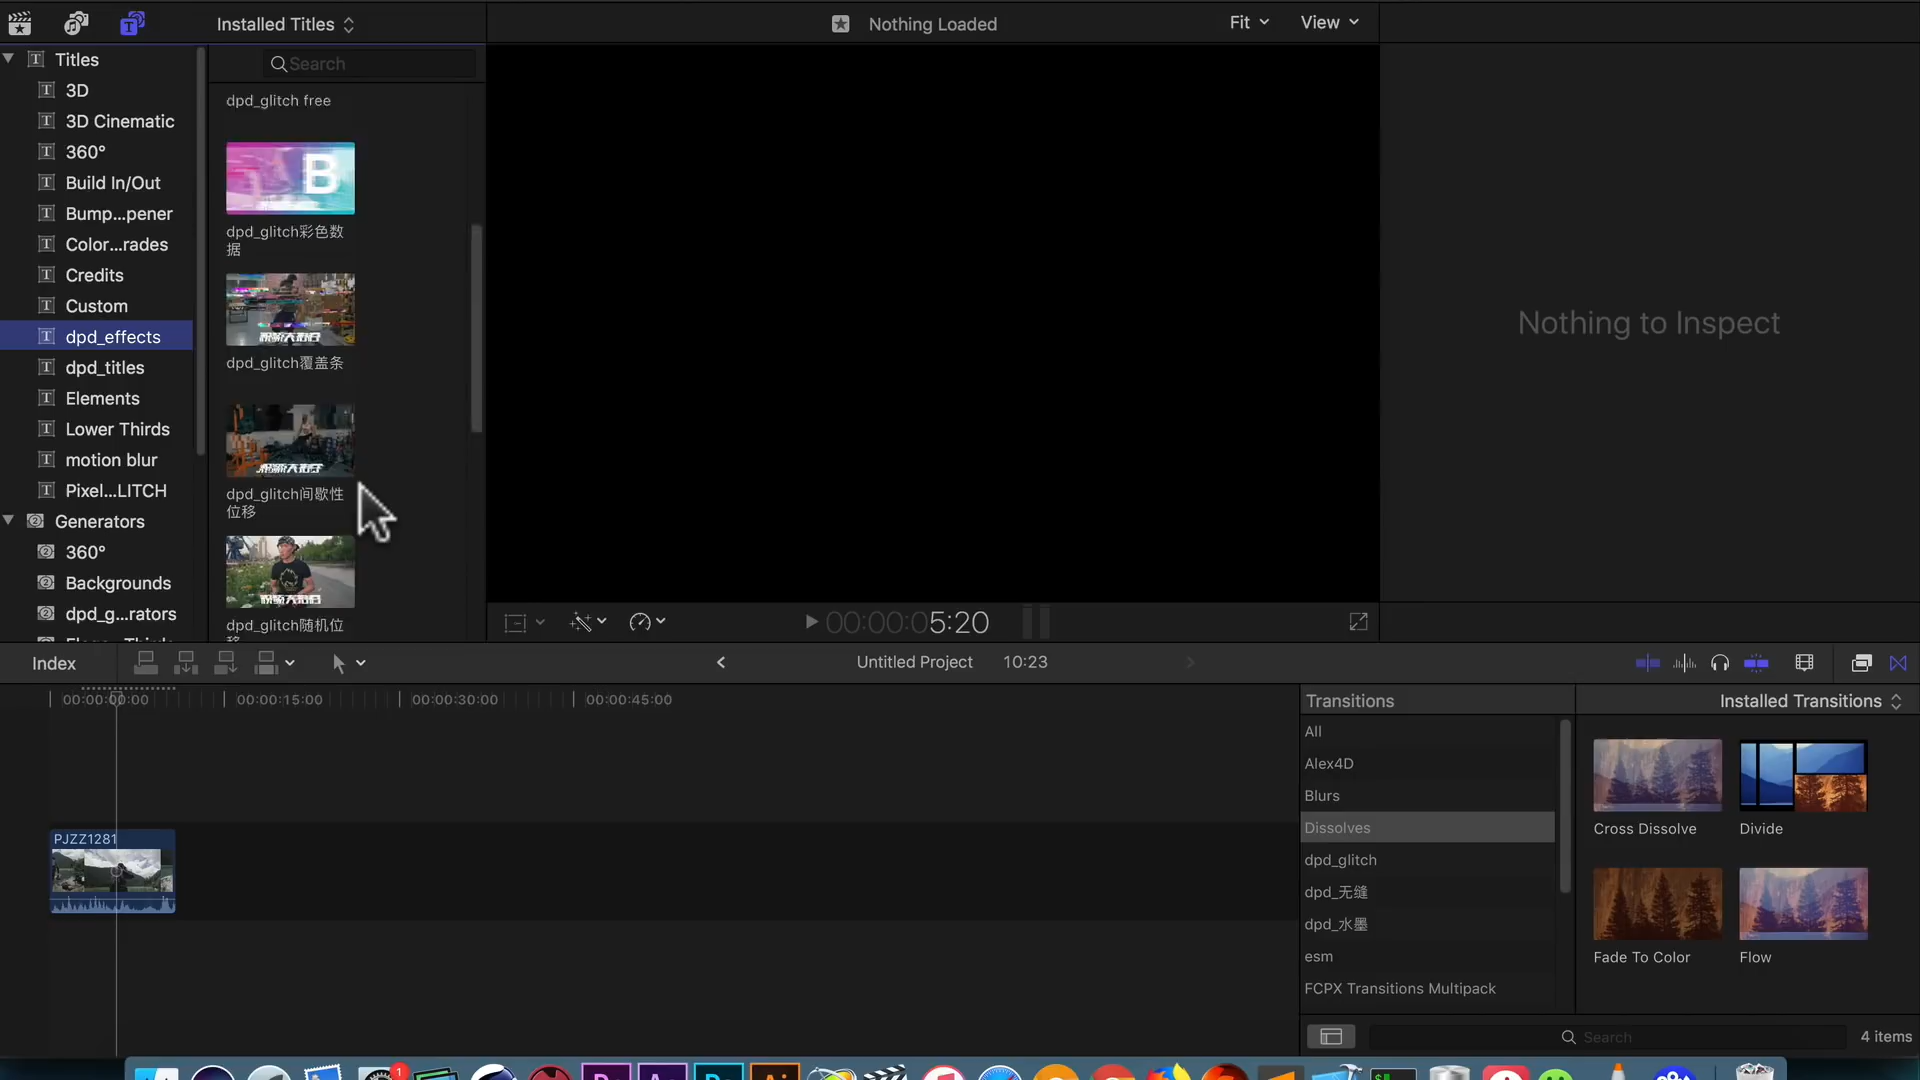 Installed Titles
Nothing Loaded
Fit
View
Titles
3D
3D Cinematic
360°
Build In/Out
Bump...pener
Color...rades
Credits
Custom
dpd_effects
dpd_titles
Elements
Lower Thirds
motion blur
Pixel...LITCH
Generators
360°
Backgrounds
dpd_g...rators
Search
dpd_glitch free
B
dpd_glitch彩色数
据
dpd_glitch覆盖条
dpd_glitch间歇性
位移
dpd_glitch随机位
Nothing to Inspect
00:00:05:20
Index
Untitled Project
10:23
00:00:00:00
00:00:15:00
00:00:30:00
00:00:45:00
PJZZ1281
Transitions
Installed Transitions
All
Alex4D
Blurs
Dissolves
dpd_glitch
dpd_无缝
dpd_水墨
esm
FCPX Transitions Multipack
Cross Dissolve
Divide
Fade To Color
Flow
Search
4 items
1